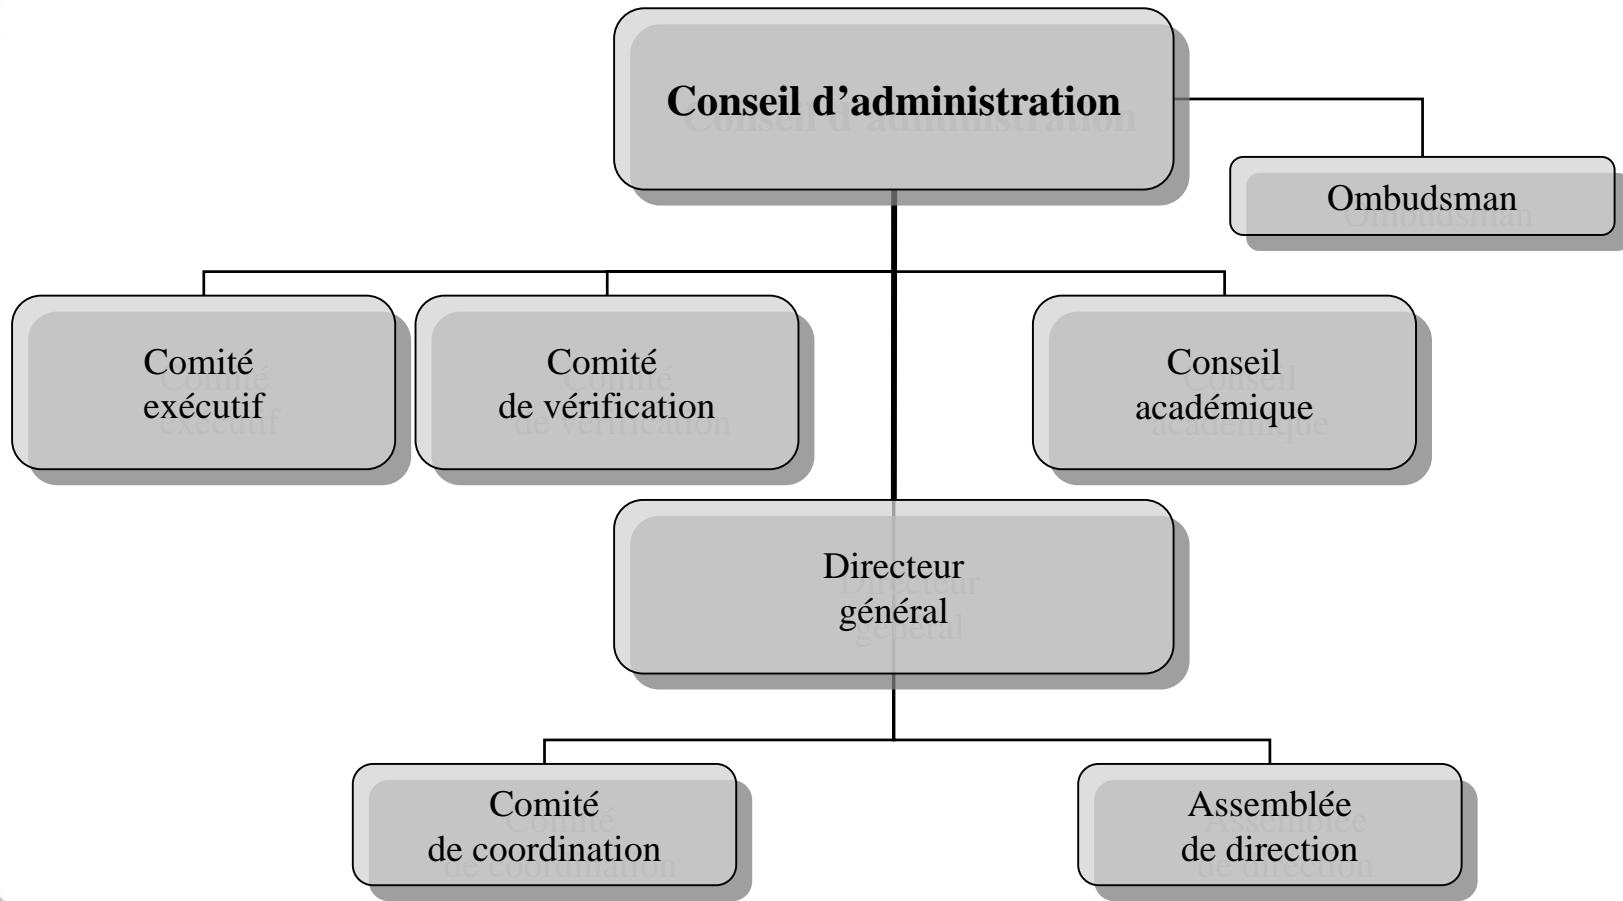 Conseil d’administration
Ombudsman
Comité
exécutif
Comité
de vérification
Conseil
académique
Directeur
général
Comité
de coordination
Assemblée
de direction